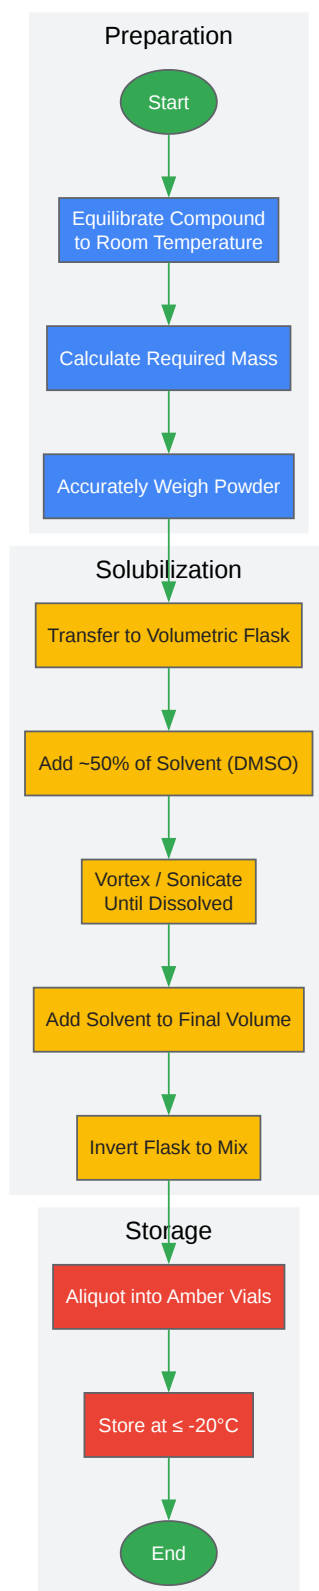 Preparation
Start
Equilibrate Compound
to Room Temperature
Calculate Required Mass
Accurately Weigh Powder
Solubilization
Transfer to Volumetric Flask
Add ~50% of Solvent (DMSO)
Vortex / Sonicate
Until Dissolved
Add Solvent to Final Volume
Invert Flask to Mix
Storage
Aliquot into Amber Vials
Store at ≤ -20°C
End